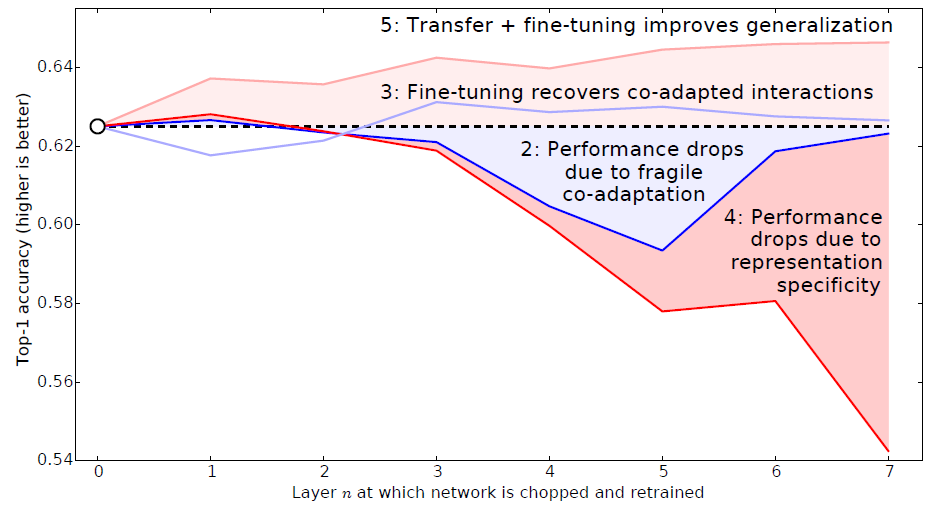 5: Transfer + fine-tuning improves generalization
3: Fine-tuning recovers co-adapted interactions
2: Performance drops
due to fragile
co-adaptation
4: Performance
drops due to
representation
specificity
Top-1 accuracy (higher is better)
0.64
0.62
0.60
0.58
0.56
0.54
0 1 2 3 4 5 6 7
Layer n at which network is chopped and retrained